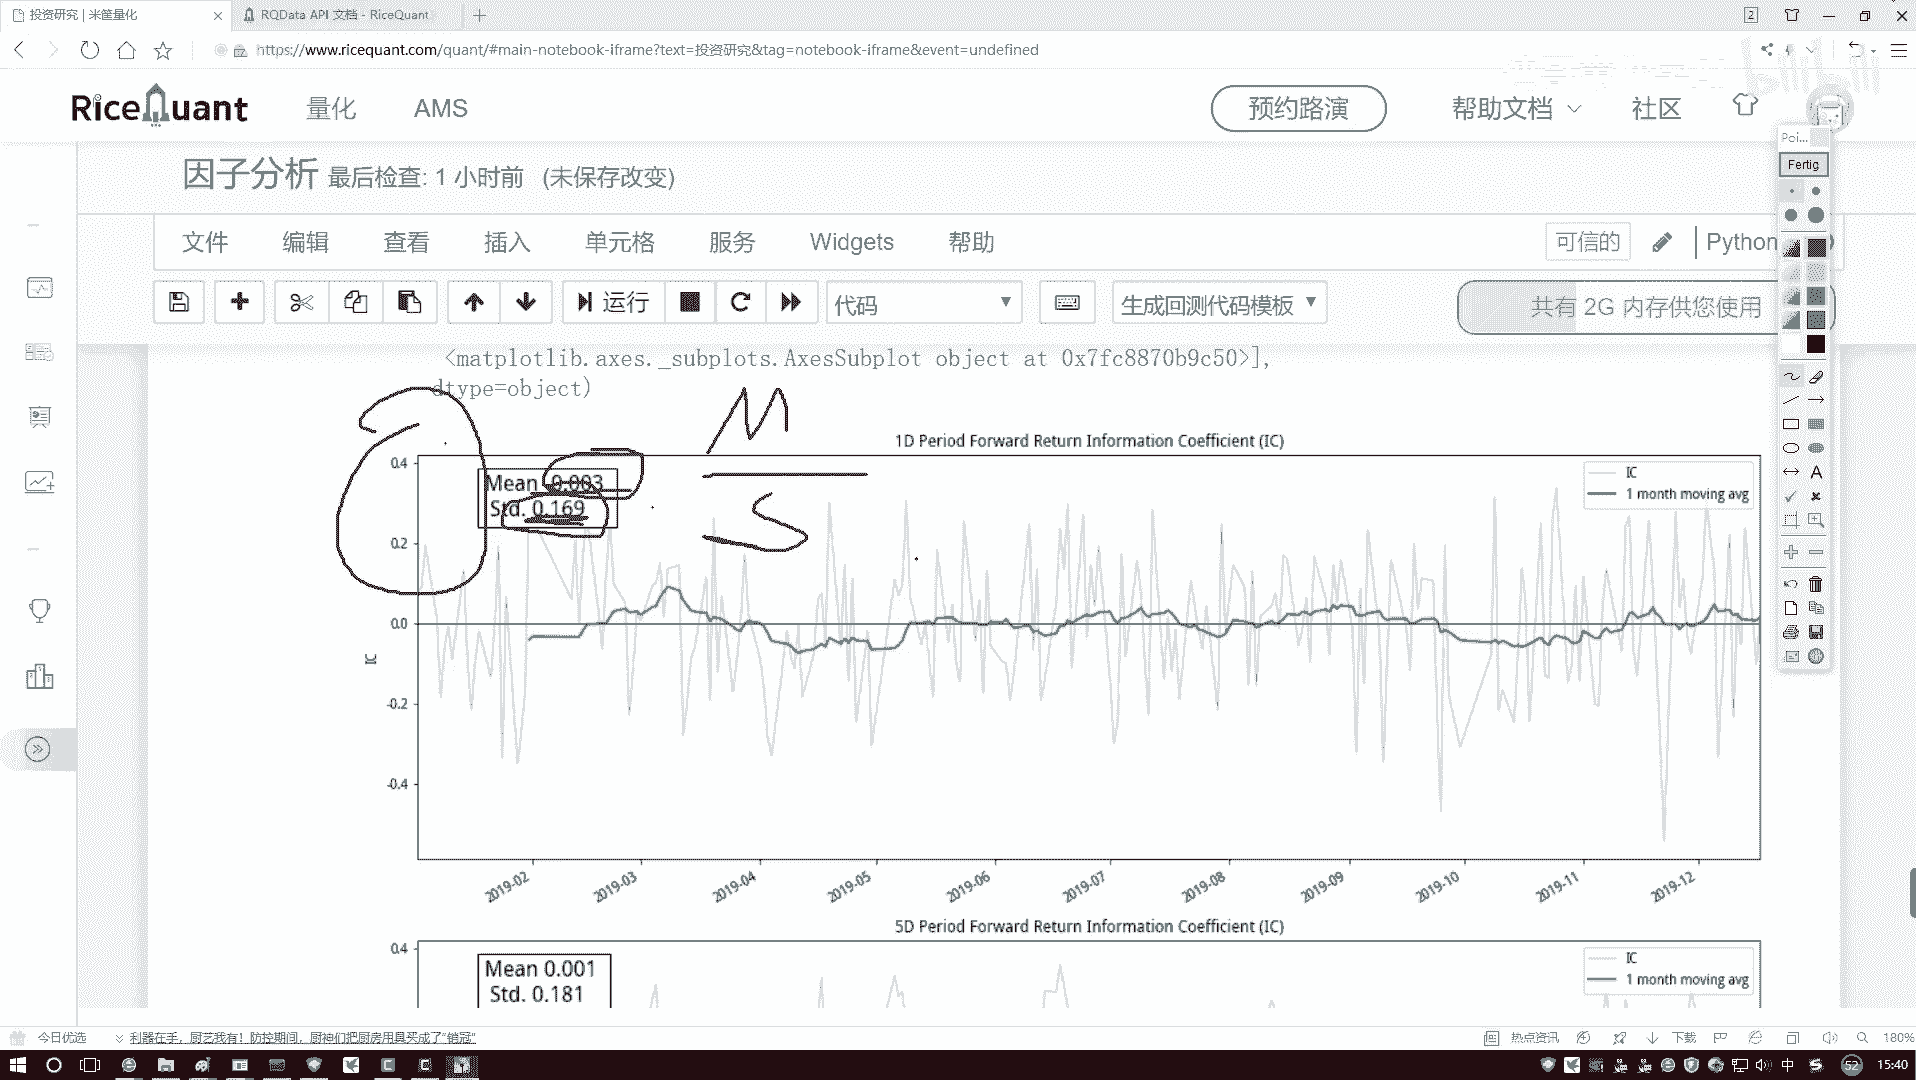 投资研究 | 米筐量化
RQData API 文档 - RiceQuant
2
https://www.ricequant.com/quant/#main-notebook-iframe?text=投资研究&tag=notebook-iframe&event=undefined
bilibili
RiceQuant 量化 AMS 预约路演 帮助文档 社区
Poi...
Fertig
因子分析 最后检查: 1 小时前 (未保存改变)
文件 编辑 查看 插入 单元格 服务 Widgets 帮助 可信的 Python
运行 代码 生成回测代码模板 共有 2G 内存供您使用
<matplotlib.axes._subplots.AxesSubplot object at 0x7fc8870b9c50>],
dtype=object)
M
S
1D Period Forward Return Information Coefficient (IC)
Mean 0.003
Std. 0.169
IC
1 month moving avg
0.4
0.2
0.0
-0.2
-0.4
IC
2019-02 2019-03 2019-04 2019-05 2019-06 2019-07 2019-08 2019-09 2019-10 2019-11 2019-12
5D Period Forward Return Information Coefficient (IC)
0.4
Mean 0.001
Std. 0.181
IC
1 month moving avg
今日优选 利器在手，厨艺我有！防控期间，厨神们把厨房用具买成了"销冠" 热点资讯 下载 180%
中 52 15:40